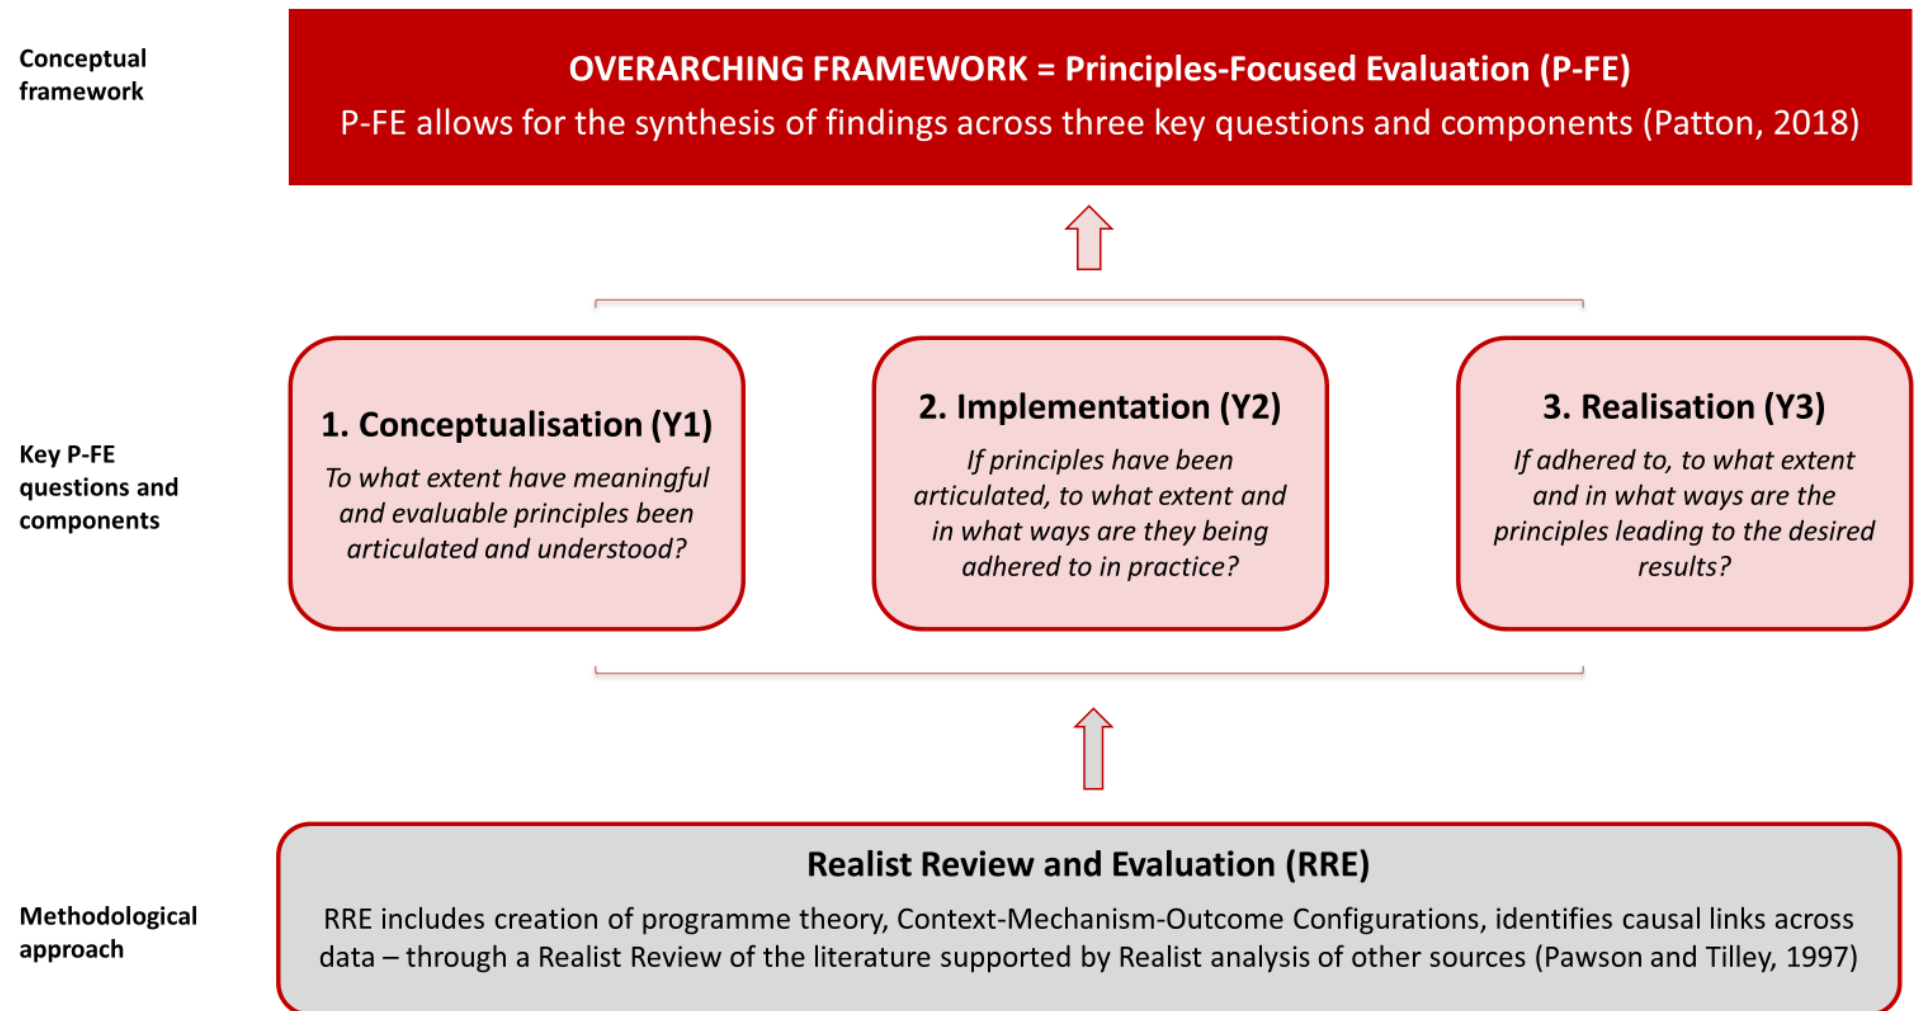 Conceptual
framework
OVERARCHING FRAMEWORK = Principles-Focused Evaluation (P-FE)
P-FE allows for the synthesis of findings across three key questions and components (Patton, 2018)
Key P-FE
questions and
components
1. Conceptualisation (Y1)
To what extent have meaningful
and evaluable principles been
articulated and understood?
2. Implementation (Y2)
If principles have been
articulated, to what extent and
in what ways are they being
adhered to in practice?
3. Realisation (Y3)
If adhered to, to what extent
and in what ways are the
principles leading to the desired
results?
Methodological
approach
Realist Review and Evaluation (RRE)
RRE includes creation of programme theory, Context-Mechanism-Outcome Configurations, identifies causal links across
data – through a Realist Review of the literature supported by Realist analysis of other sources (Pawson and Tilley, 1997)